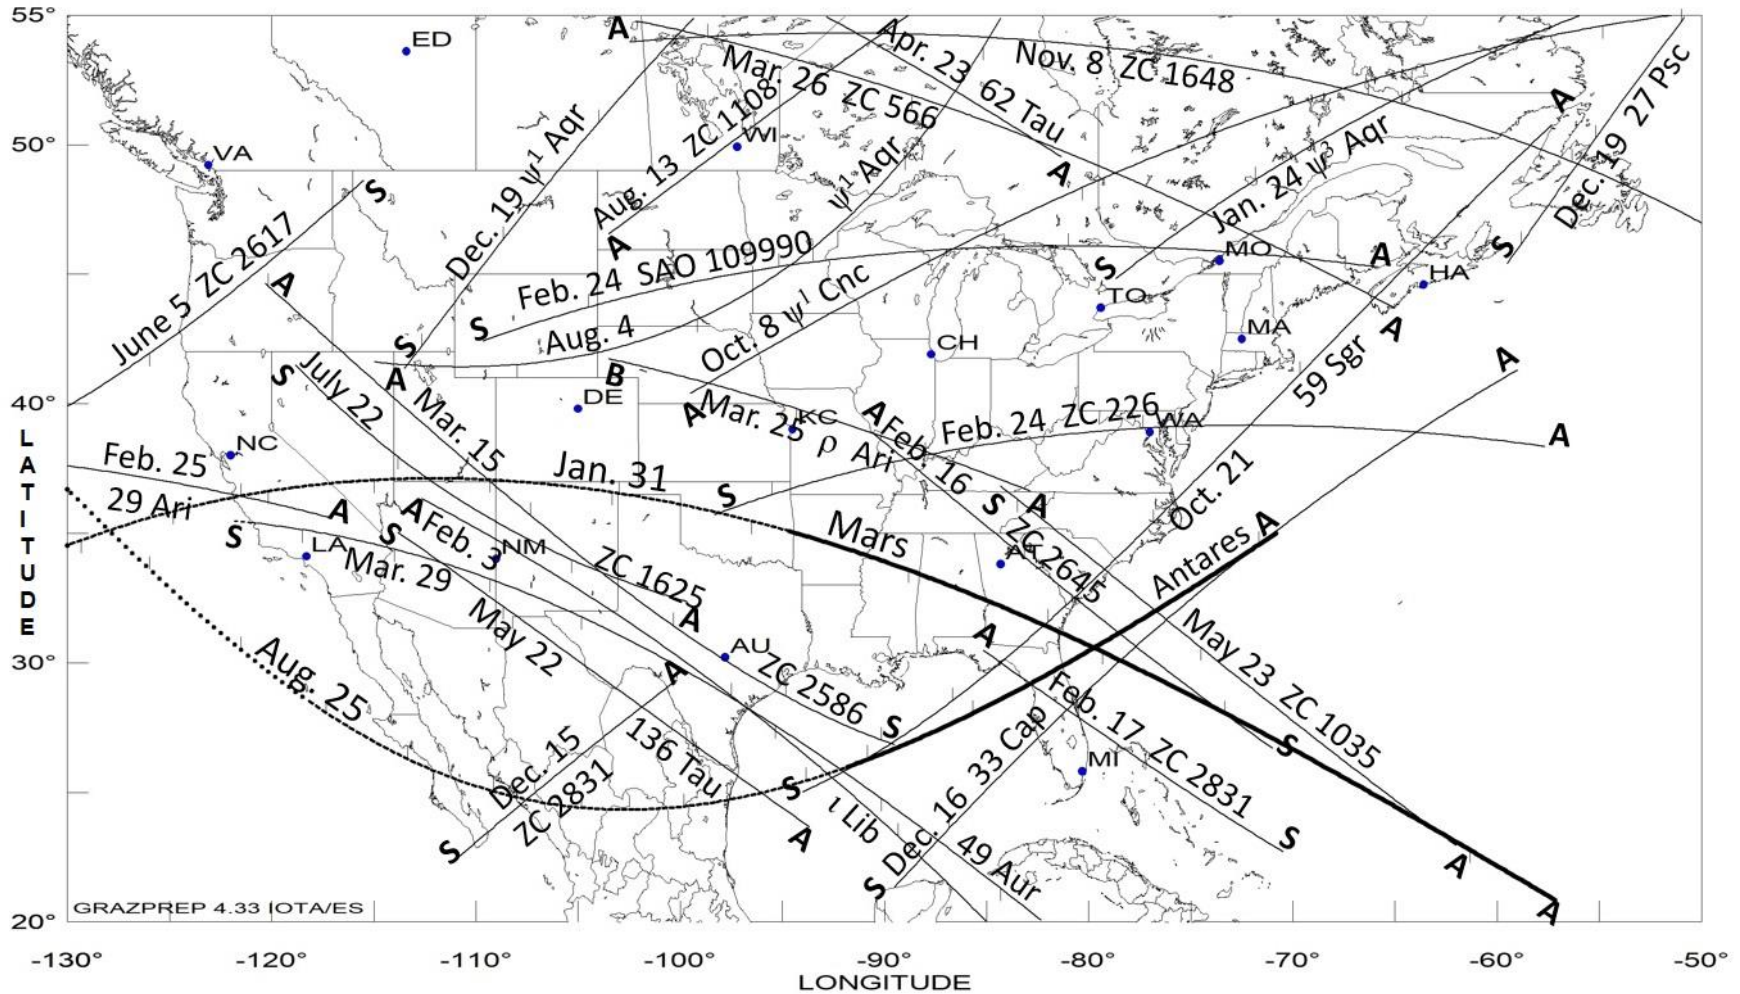 55°
50°
40°
30°
20°
LATITUDE
-130°
-120°
-110°
-100°
-90°
-80°
-70°
-60°
-50°
LONGITUDE
GRAZPREP 4.33 IOTA/ES
ED
VA
WI
MO
HA
TO
MA
CH
DE
KC
WA
NC
LA
NM
AT
AU
MI
A
Mar. 26 ZC 566
Apr. 23 62 Tau
A
Nov. 8 ZC 1648
Dec. 19 27 Psc
S
A
Jan. 24 ψ³ Aqr
S
Dec. 19 ψ¹ Aqr
S
Aug. 13 ZC 1108
A
ψ¹ Aqr
Aug. 4
A
Feb. 24 SAO 109990
S
A
A
Oct. 8 ψ¹ Cnc
A
June 5 ZC 2617
S
A
Mar. 15
ZC 2586
S
S
July 22
ι Lib
B
Mar. 25 ρ Ari
A
Feb. 24 ZC 226
S
A
A
Feb. 16
ZC 2645
S
S
May 23 ZC 1035
A
59 Sgr
Oct. 21
S
A
Feb. 25
29 Ari
A
Jan. 31
Mars
A
S
Mar. 29
49 Aur
A
Feb. 3
ZC 1625
A
S
May 22
136 Tau
A
Aug. 25
Antares
A
Dec. 15
ZC 2831
S
A
Dec. 16 33 Cap
S
A
Feb. 17 ZC 2831
S